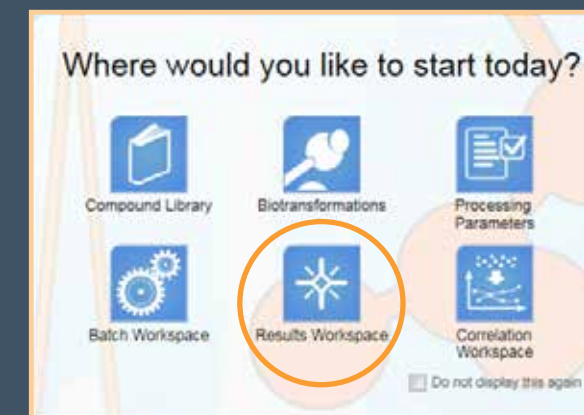 Where would you like to start today?
Compound Library
Biotransformations
Processing
Parameters
Batch Workspace
Results Workspace
Correlation
Workspace
Do not display this again